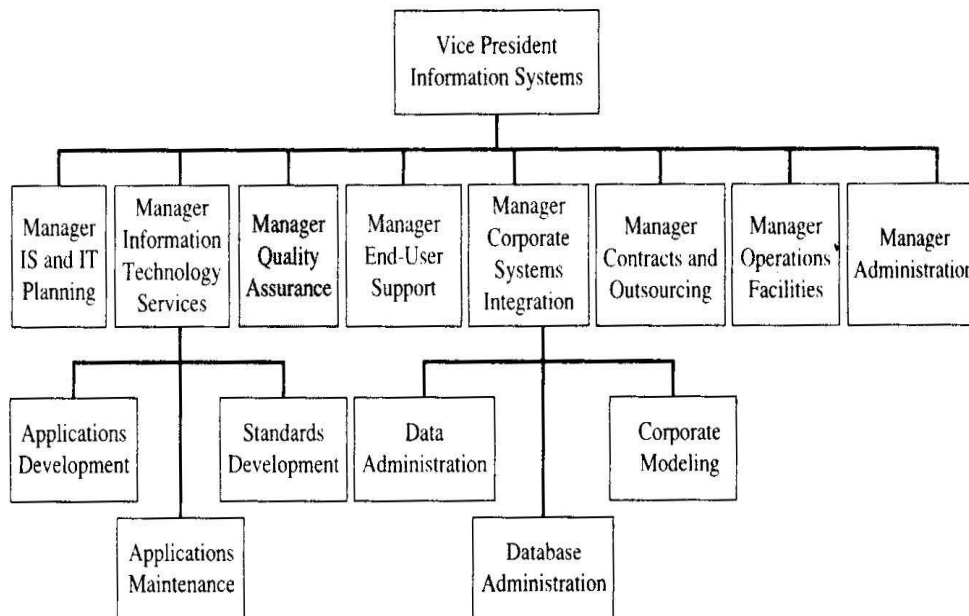 Vice President
Information Systems
Manager
IS and IT
Planning
Manager
Information
Technology
Services
Manager
Quality
Assurance
Manager
End-User
Support
Manager
Corporate
Systems
Integration
Manager
Contracts and
Outsourcing
Manager
Operations
Facilities
Manager
Administration
Applications
Development
Standards
Development
Data
Administration
Corporate
Modeling
Applications
Maintenance
Database
Administration